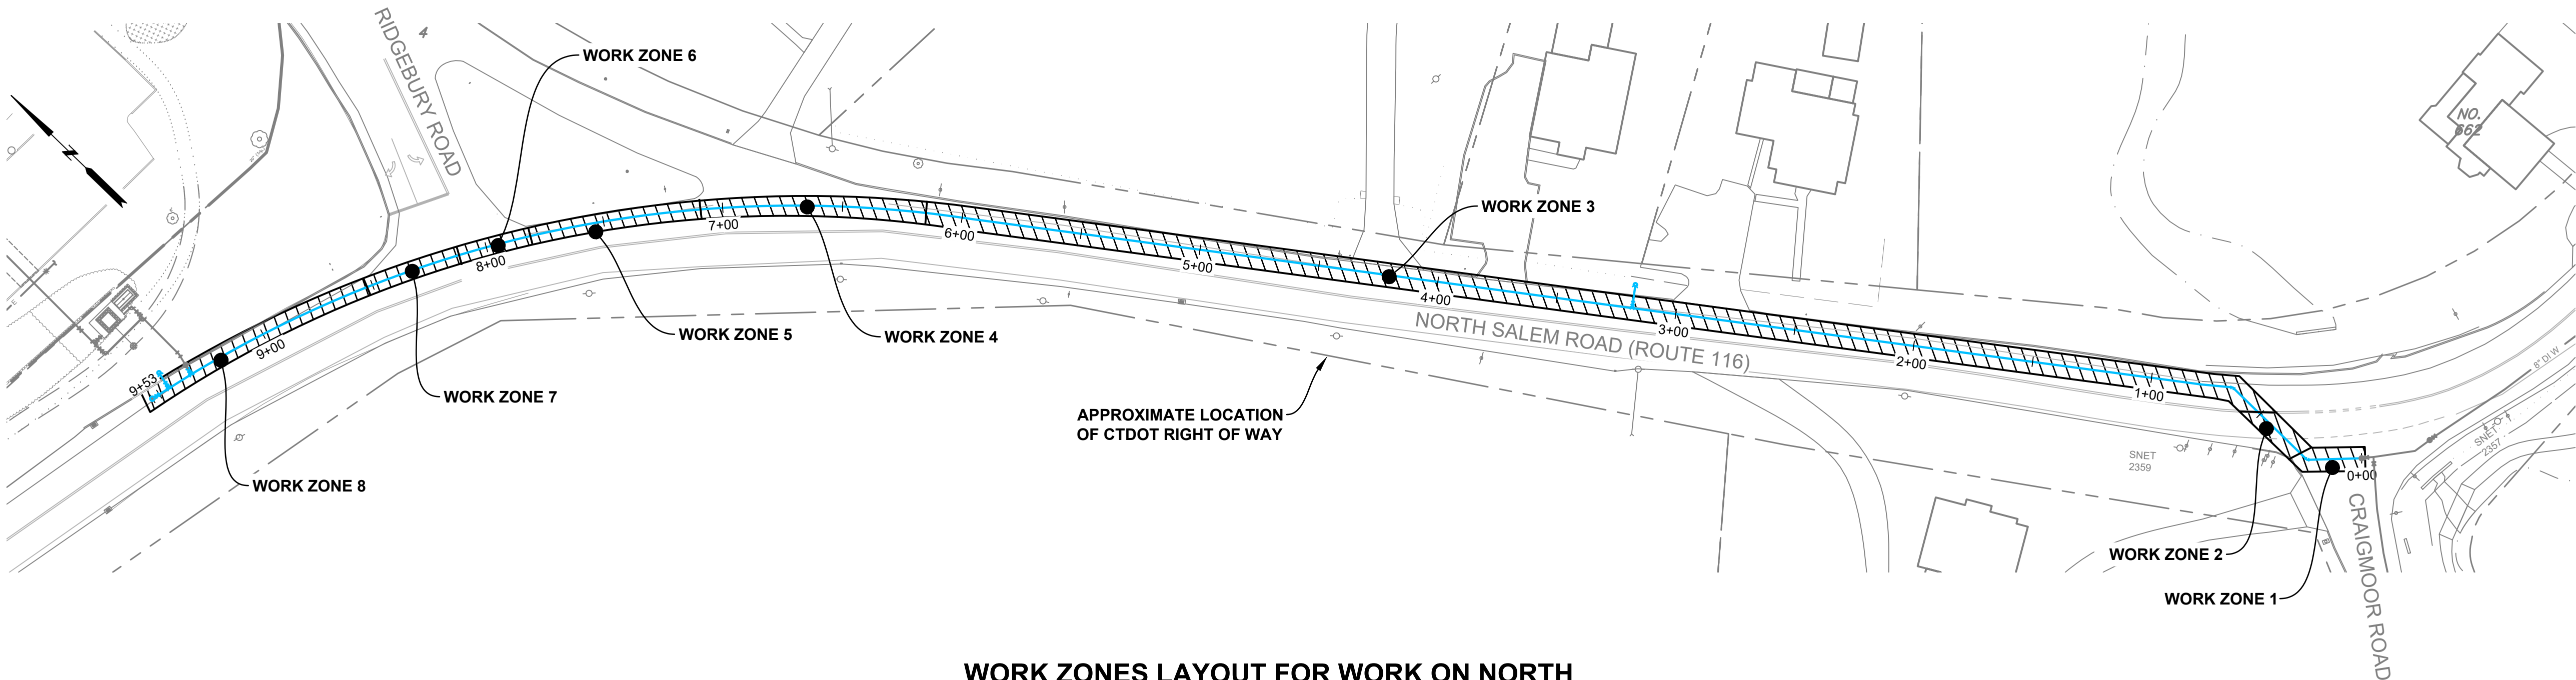 RIDGEBURY ROAD
4
WORK ZONE 6
N
NO.
662
WORK ZONE 3
7+00
6+00
8+00
5+00
4+00
3+00
2+00
1+00
0+00
9+00
9+53
WORK ZONE 5
WORK ZONE 4
NORTH SALEM ROAD (ROUTE 116)
WORK ZONE 7
8" DI W
APPROXIMATE LOCATION
OF CTDOT RIGHT OF WAY
SNET
2357
SNET
2359
WORK ZONE 8
WORK ZONE 2
WORK ZONE 1
CRAIGMOOR ROAD
WORK ZONES LAYOUT FOR WORK ON NORTH